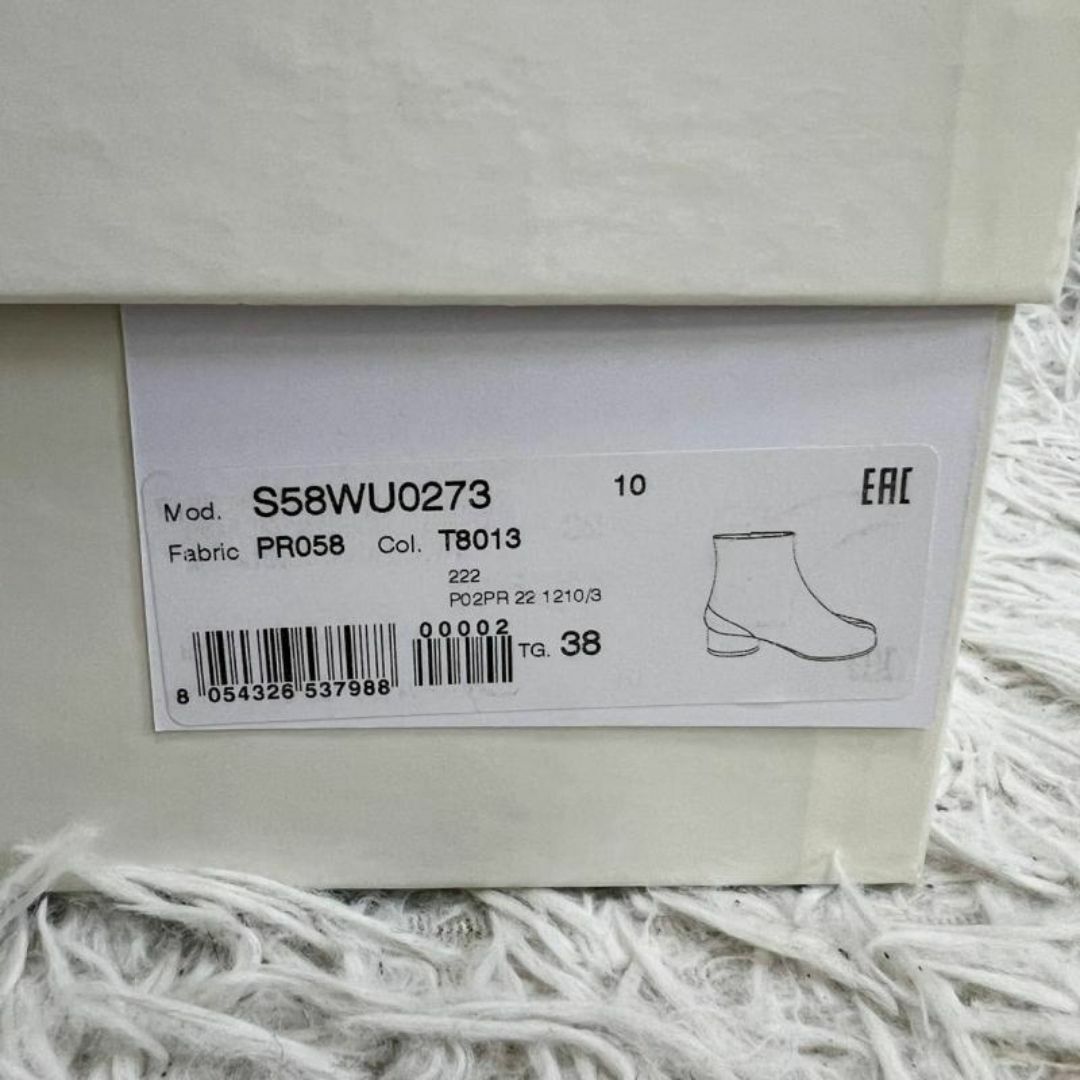 Mod. S58WU0273 10 EAC
Fabric PR058 Col. T8013
222
P02PR 22 1210/3
00002
TG. 38
8 054326 537988